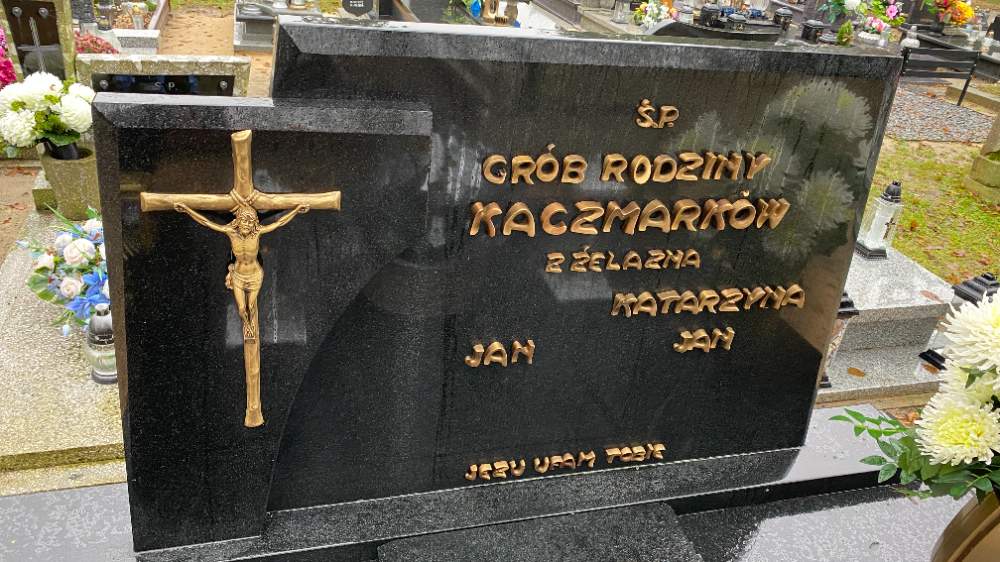 Ś.P.
GRÓB RODZINY
KACZMARKÓW
Z ŻELAZNA
KATARZYNA
JAN JAN
JEZU UFAM TOBIE
Ś.P.